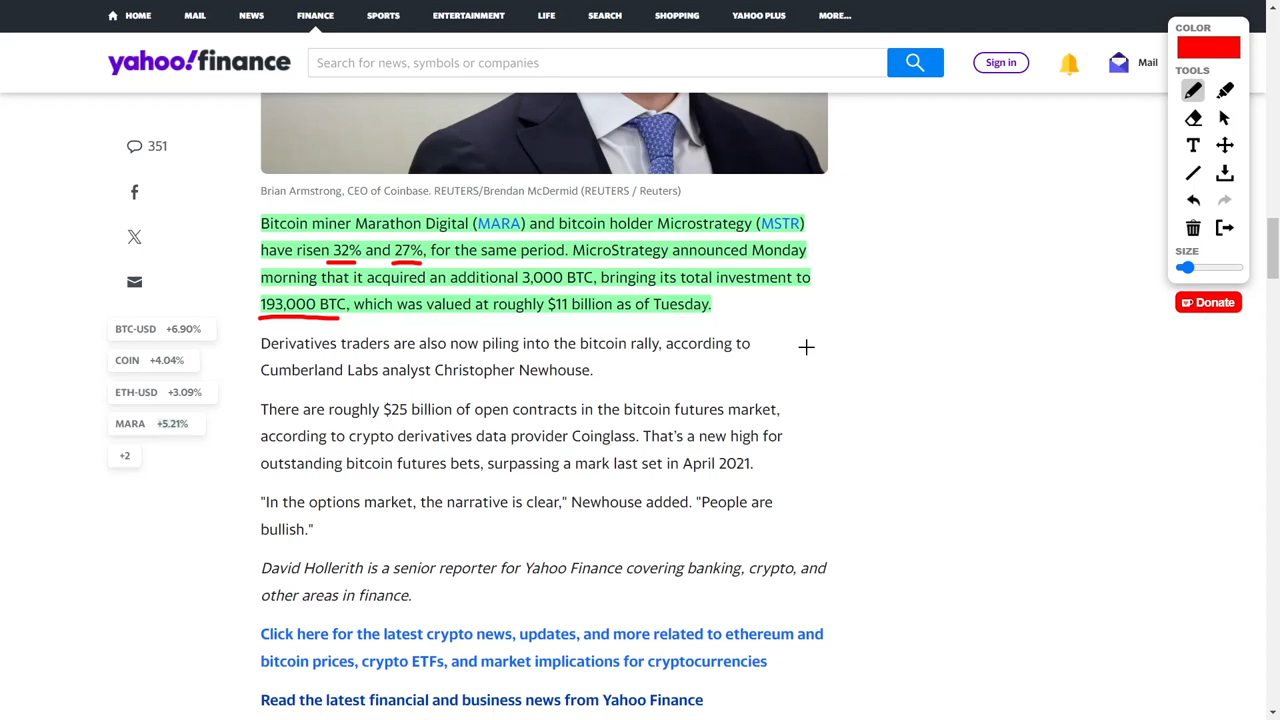 HOME MAIL NEWS FINANCE SPORTS ENTERTAINMENT LIFE SEARCH SHOPPING YAHOO PLUS MORE...
yahoo!finance
Search for news, symbols or companies
Sign in
Mail
COLOR
TOOLS
T
SIZE
Donate
351
Brian Armstrong, CEO of Coinbase. REUTERS/Brendan McDermid (REUTERS / Reuters)
Bitcoin miner Marathon Digital (MARA) and bitcoin holder Microstrategy (MSTR)
have risen 32% and 27%, for the same period. MicroStrategy announced Monday
morning that it acquired an additional 3,000 BTC, bringing its total investment to
193,000 BTC, which was valued at roughly $11 billion as of Tuesday.
BTC-USD +6.90%
COIN +4.04%
ETH-USD +3.09%
MARA +5.21%
+2
Derivatives traders are also now piling into the bitcoin rally, according to
Cumberland Labs analyst Christopher Newhouse.
There are roughly $25 billion of open contracts in the bitcoin futures market,
according to crypto derivatives data provider Coinglass. That's a new high for
outstanding bitcoin futures bets, surpassing a mark last set in April 2021.
"In the options market, the narrative is clear," Newhouse added. "People are
bullish."
David Hollerith is a senior reporter for Yahoo Finance covering banking, crypto, and
other areas in finance.
Click here for the latest crypto news, updates, and more related to ethereum and
bitcoin prices, crypto ETFs, and market implications for cryptocurrencies
Read the latest financial and business news from Yahoo Finance